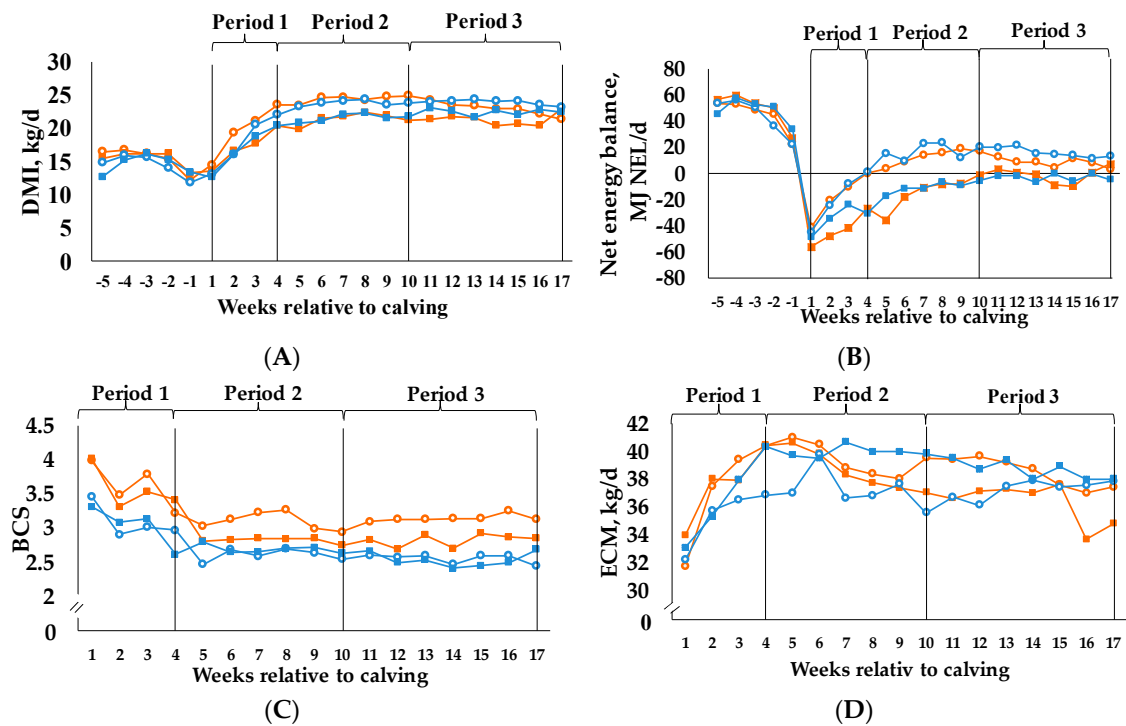 Period 1 Period 2 Period 3
30
25
20
15
10
5
0
DMI, kg/d
-5 -4 -3 -2 -1 1 2 3 4 5 6 7 8 9 10 11 12 13 14 15 16 17
Weeks relative to calving
(A)
Period 1 Period 2 Period 3
80
60
40
20
0
-20
-40
-60
-80
Net energy balance,
MJ NEL/d
-5 -4 -3 -2 -1 1 2 3 4 5 6 7 8 9 10 11 12 13 14 15 16 17
Weeks relative to calving
(B)
Period 1 Period 2 Period 3
4.5
4
3.5
3
2.5
2
0
BCS
1 2 3 4 5 6 7 8 9 10 11 12 13 14 15 16 17
Weeks relative to calving
(C)
Period 1 Period 2 Period 3
42
40
38
36
34
32
30
0
ECM, kg/d
1 2 3 4 5 6 7 8 9 10 11 12 13 14 15 16 17
Weeks relativ to calving
(D)